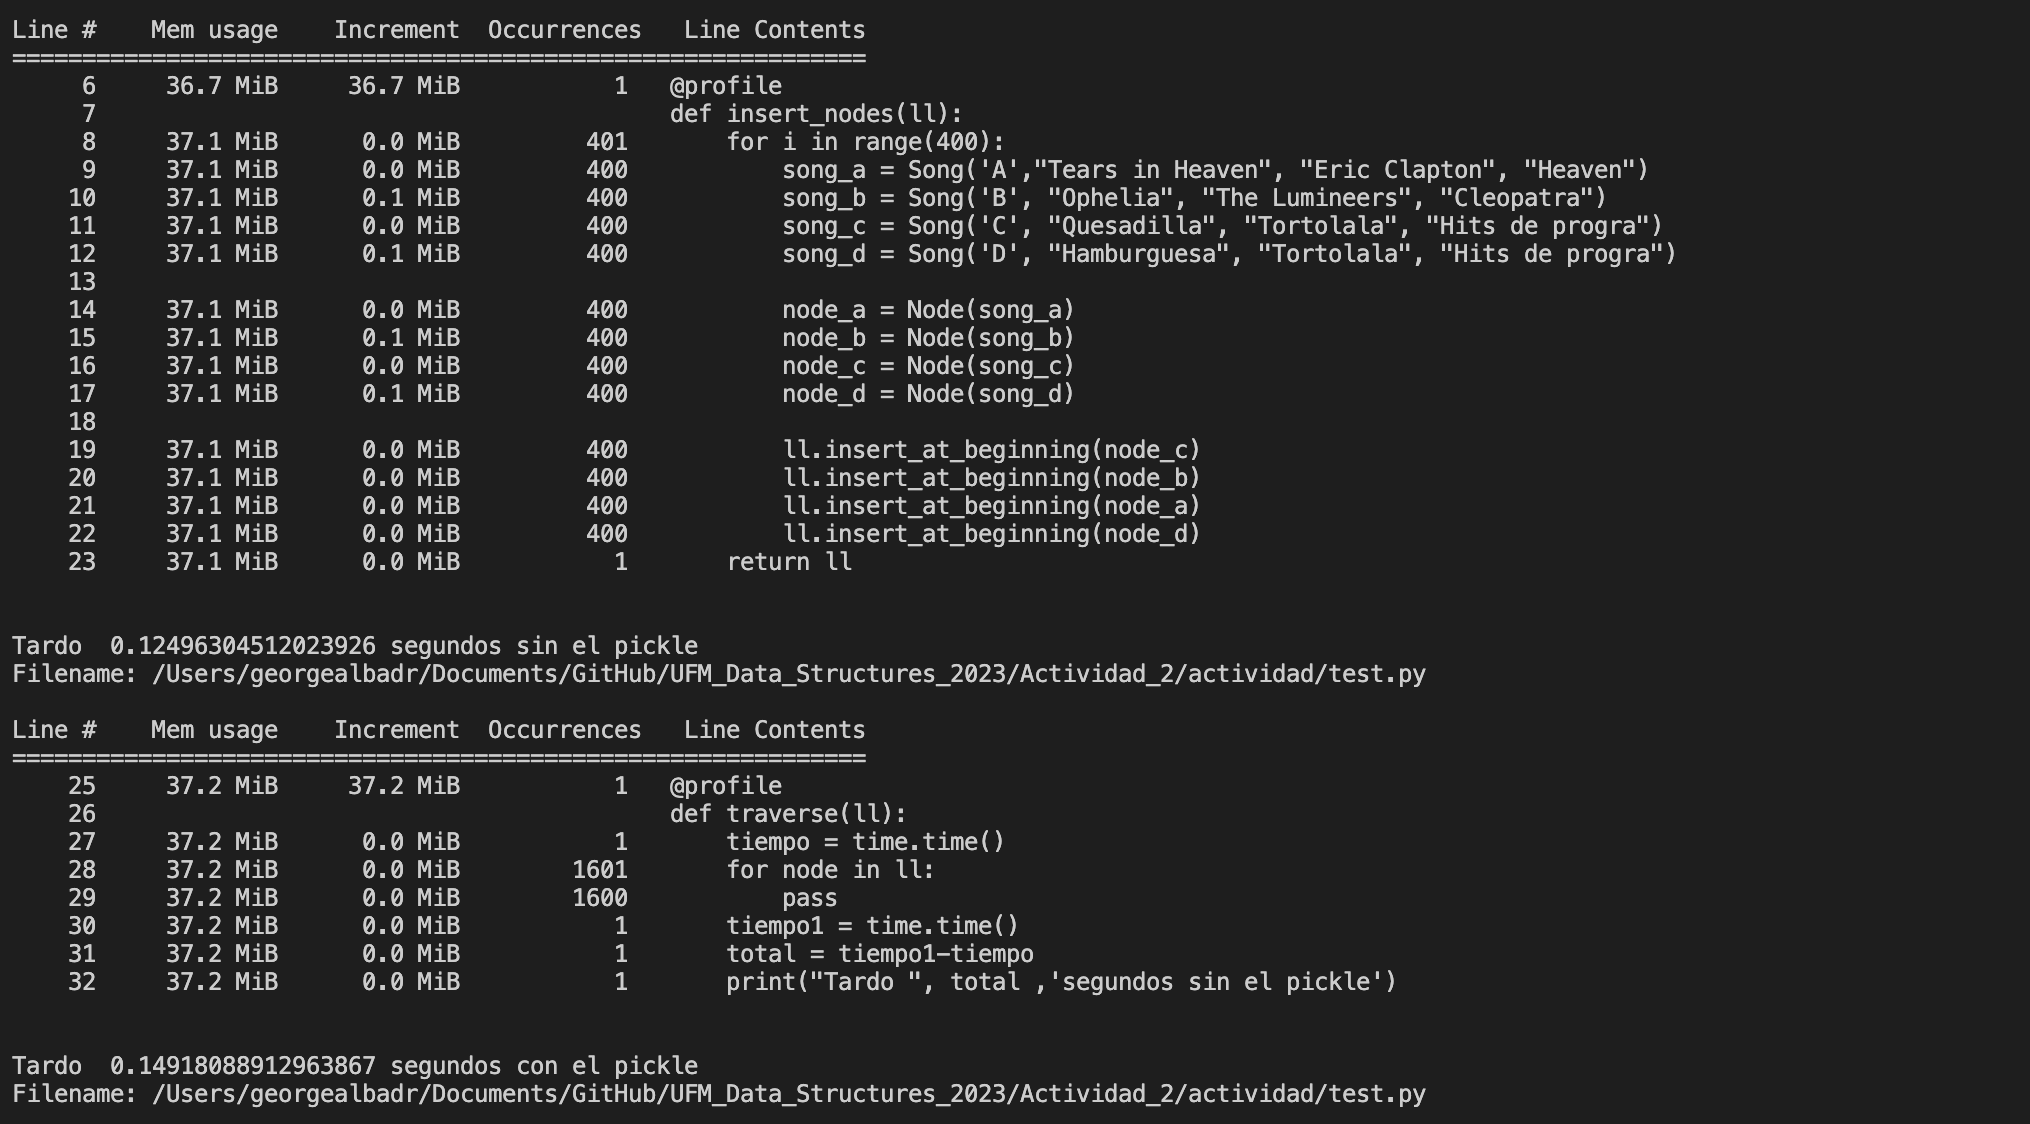 Line #    Mem usage    Increment  Occurrences   Line Contents
=============================================================
     6     36.7 MiB     36.7 MiB           1   @profile
     7                                         def insert_nodes(ll):
     8     37.1 MiB      0.0 MiB         401       for i in range(400):
     9     37.1 MiB      0.0 MiB         400           song_a = Song('A',"Tears in Heaven", "Eric Clapton", "Heaven")
    10     37.1 MiB      0.1 MiB         400           song_b = Song('B', "Ophelia", "The Lumineers", "Cleopatra")
    11     37.1 MiB      0.0 MiB         400           song_c = Song('C', "Quesadilla", "Tortolala", "Hits de progra")
    12     37.1 MiB      0.1 MiB         400           song_d = Song('D', "Hamburguesa", "Tortolala", "Hits de progra")
    13
    14     37.1 MiB      0.0 MiB         400           node_a = Node(song_a)
    15     37.1 MiB      0.1 MiB         400           node_b = Node(song_b)
    16     37.1 MiB      0.0 MiB         400           node_c = Node(song_c)
    17     37.1 MiB      0.1 MiB         400           node_d = Node(song_d)
    18
    19     37.1 MiB      0.0 MiB         400           ll.insert_at_beginning(node_c)
    20     37.1 MiB      0.0 MiB         400           ll.insert_at_beginning(node_b)
    21     37.1 MiB      0.0 MiB         400           ll.insert_at_beginning(node_a)
    22     37.1 MiB      0.0 MiB         400           ll.insert_at_beginning(node_d)
    23     37.1 MiB      0.0 MiB           1       return ll
Tardo  0.12496304512023926 segundos sin el pickle
Filename: /Users/georgealbadr/Documents/GitHub/UFM_Data_Structures_2023/Actividad_2/actividad/test.py
Line #    Mem usage    Increment  Occurrences   Line Contents
=============================================================
    25     37.2 MiB     37.2 MiB           1   @profile
    26                                         def traverse(ll):
    27     37.2 MiB      0.0 MiB           1       tiempo = time.time()
    28     37.2 MiB      0.0 MiB        1601       for node in ll:
    29     37.2 MiB      0.0 MiB        1600           pass
    30     37.2 MiB      0.0 MiB           1       tiempo1 = time.time()
    31     37.2 MiB      0.0 MiB           1       total = tiempo1-tiempo
    32     37.2 MiB      0.0 MiB           1       print("Tardo ", total ,'segundos sin el pickle')
Tardo  0.14918088912963867 segundos con el pickle
Filename: /Users/georgealbadr/Documents/GitHub/UFM_Data_Structures_2023/Actividad_2/actividad/test.py